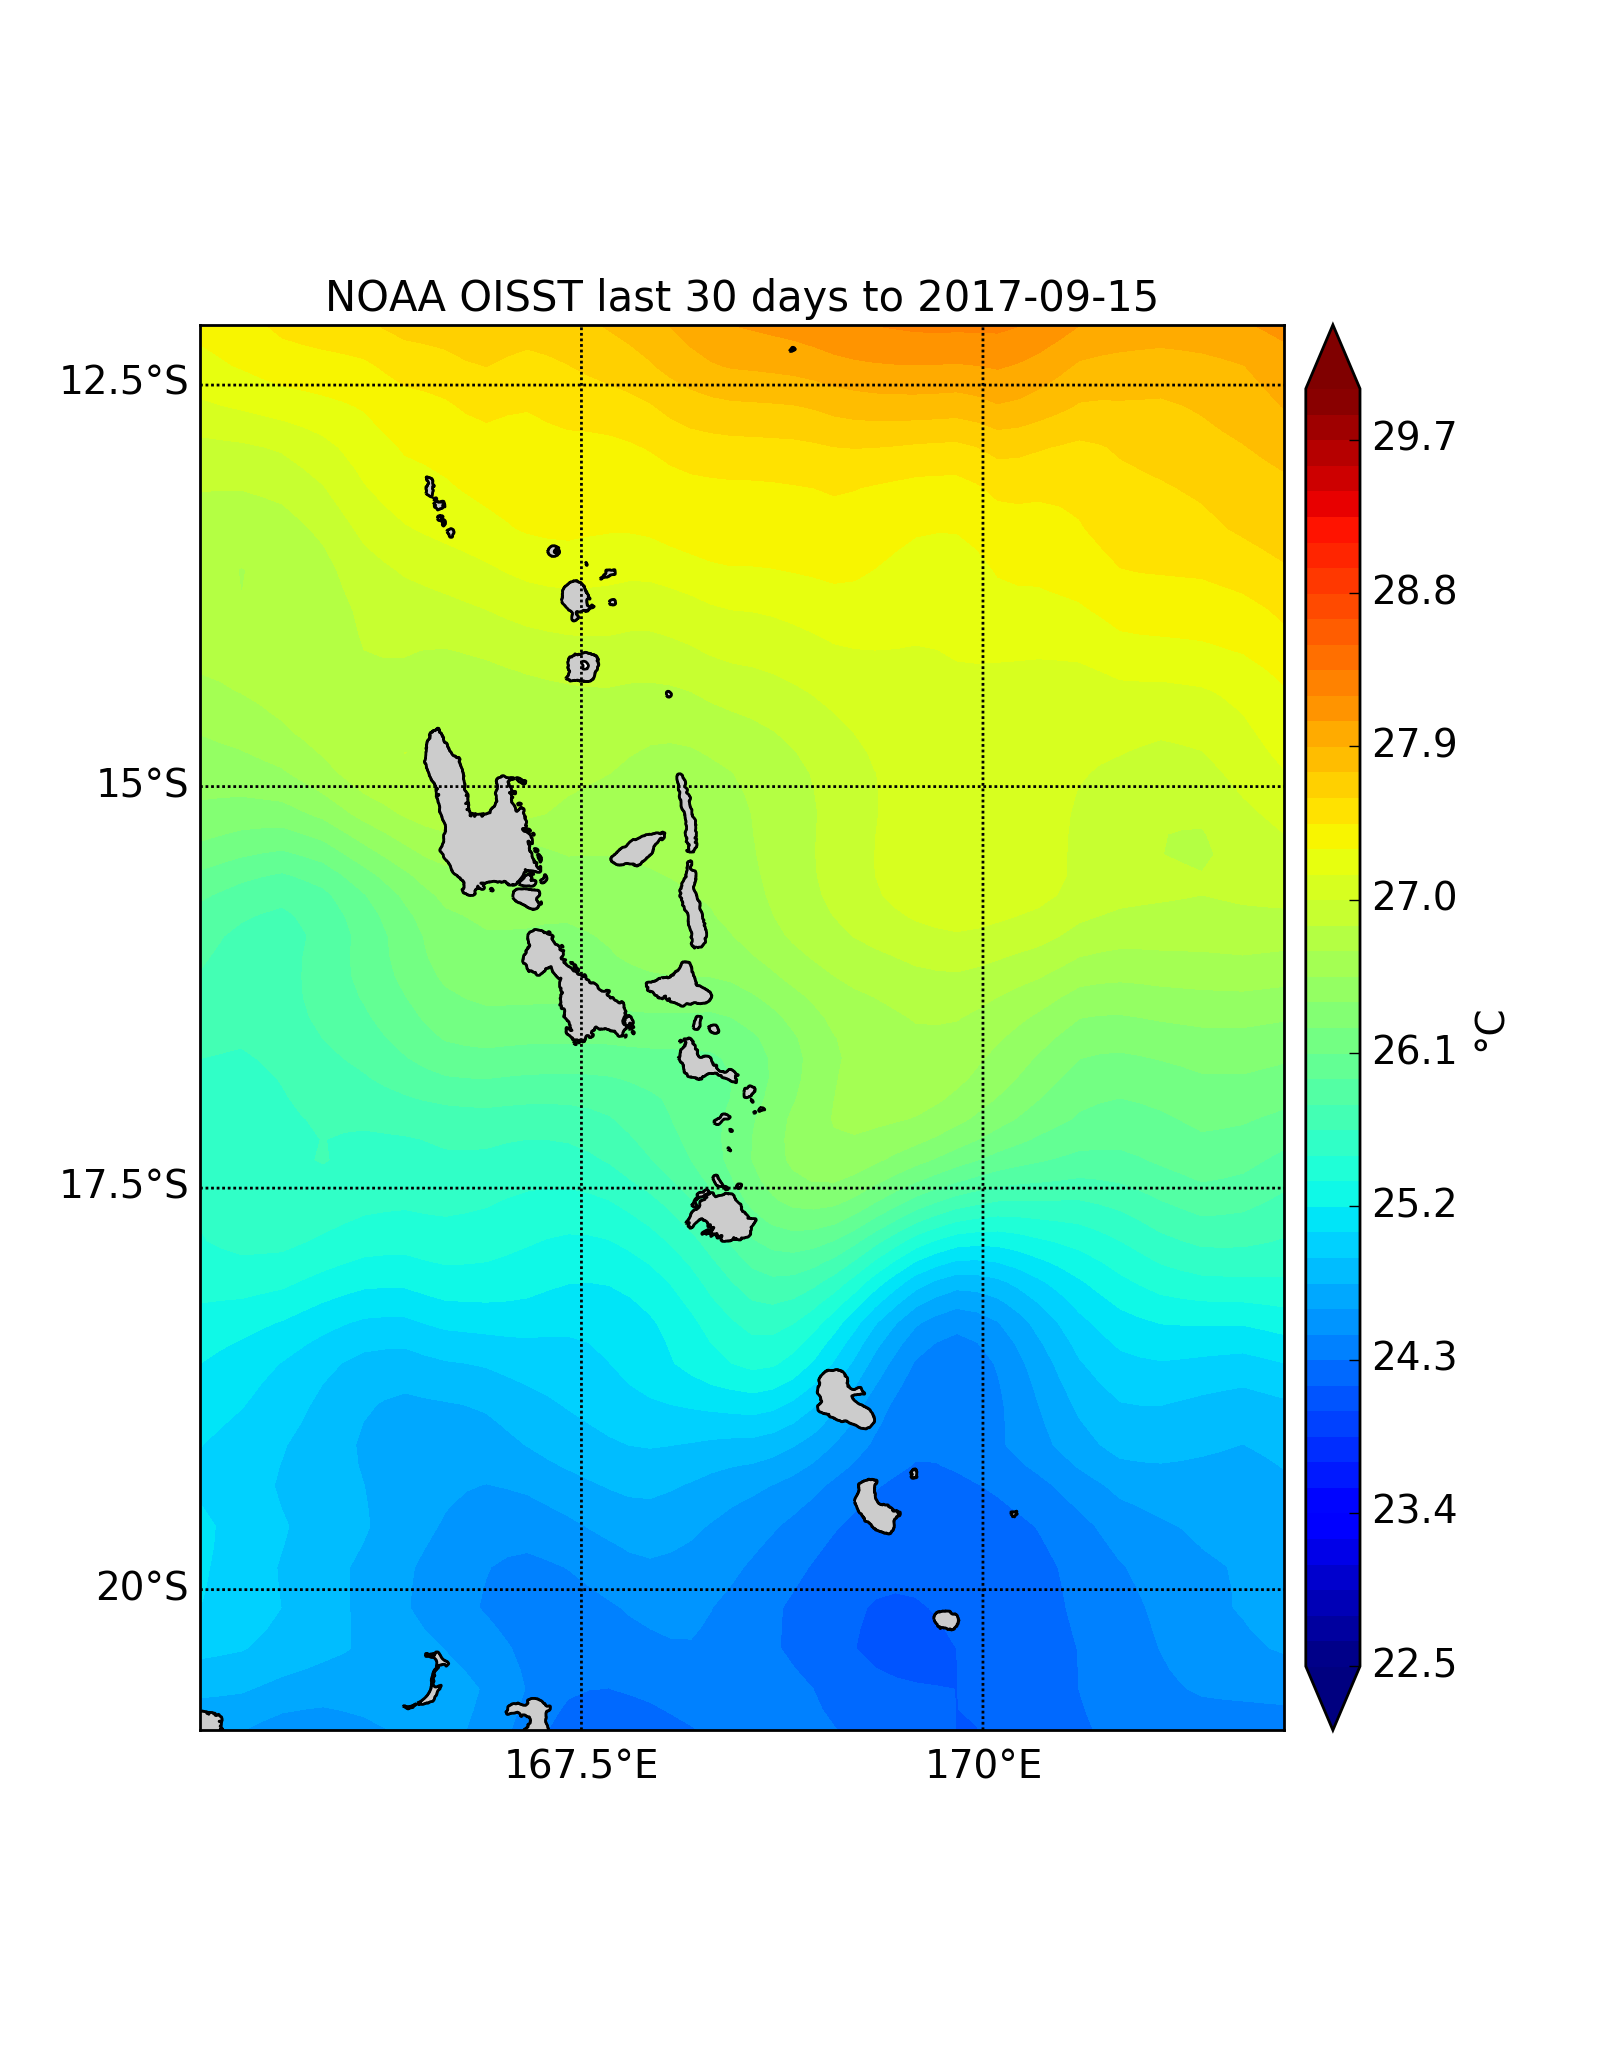 NOAA OISST last 30 days to 2017-09-15
12.5°S
15°S
17.5°S
20°S
167.5°E
170°E
29.7
28.8
27.9
27.0
26.1
25.2
24.3
23.4
22.5
°C